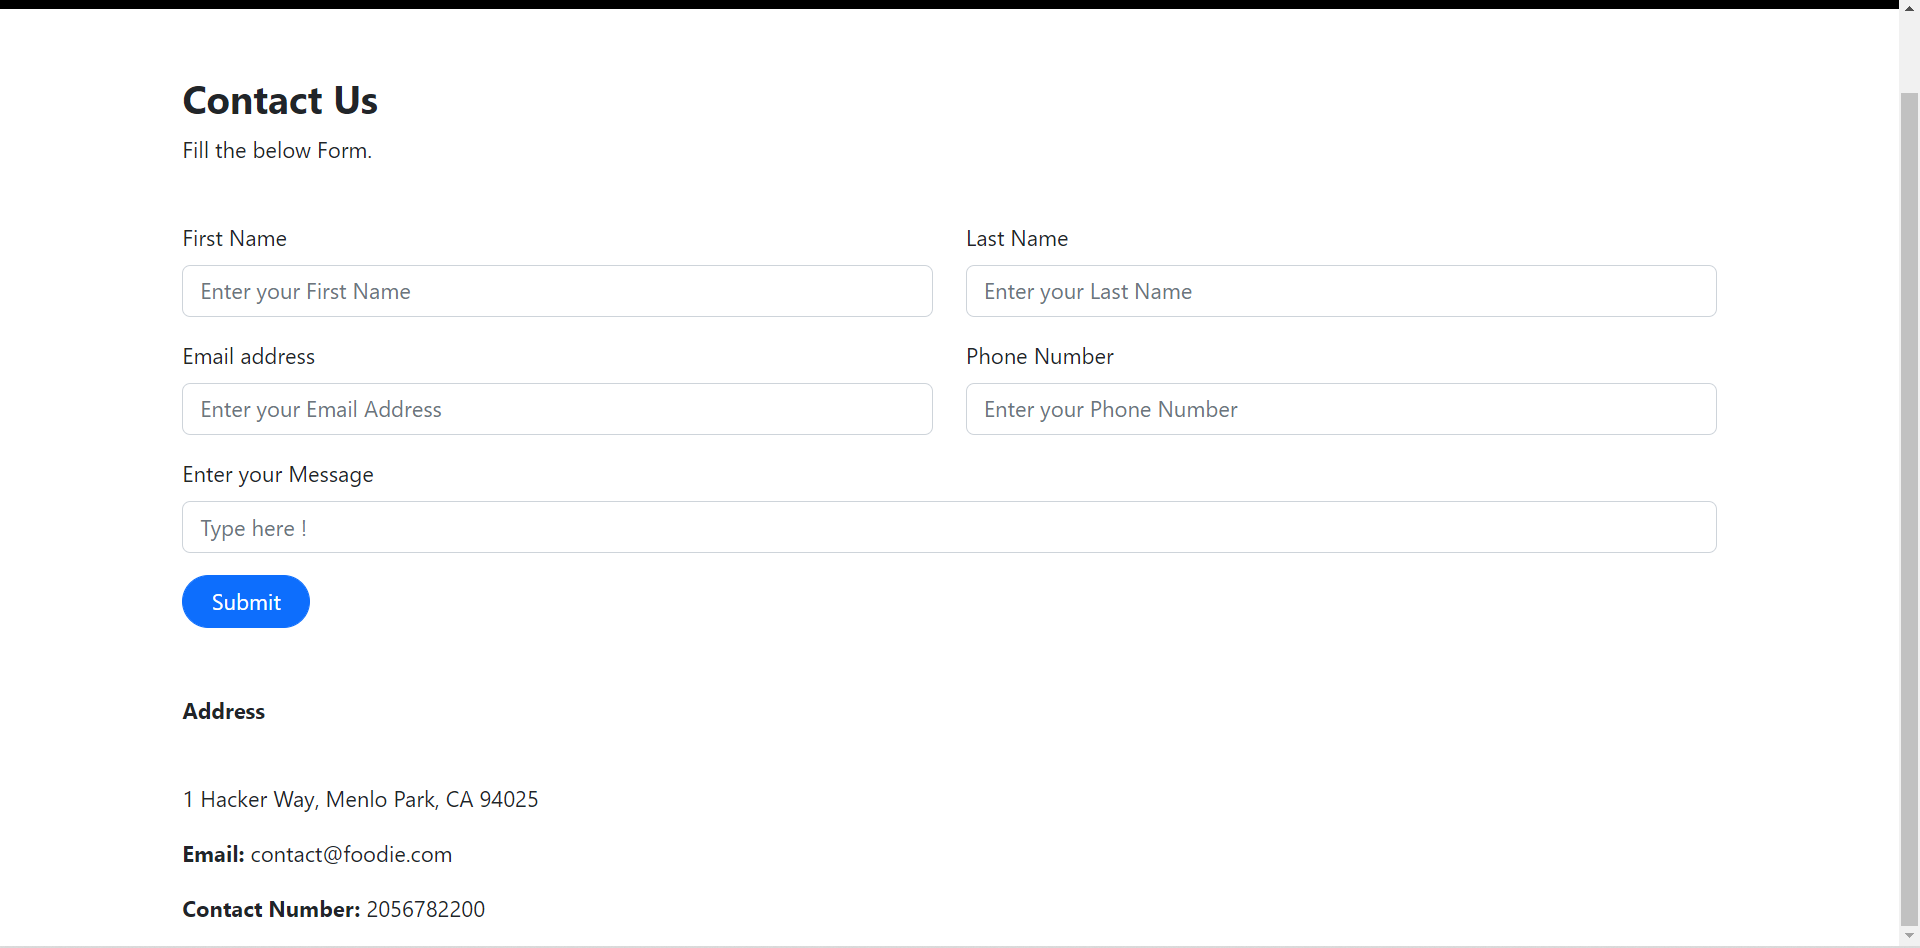 Contact Us
Fill the below Form.
First Name
Last Name
Enter your First Name
Enter your Last Name
Email address
Phone Number
Enter your Email Address
Enter your Phone Number
Enter your Message
Type here !
Submit
Address
1 Hacker Way, Menlo Park, CA 94025
Email: contact@foodie.com
Contact Number: 2056782200